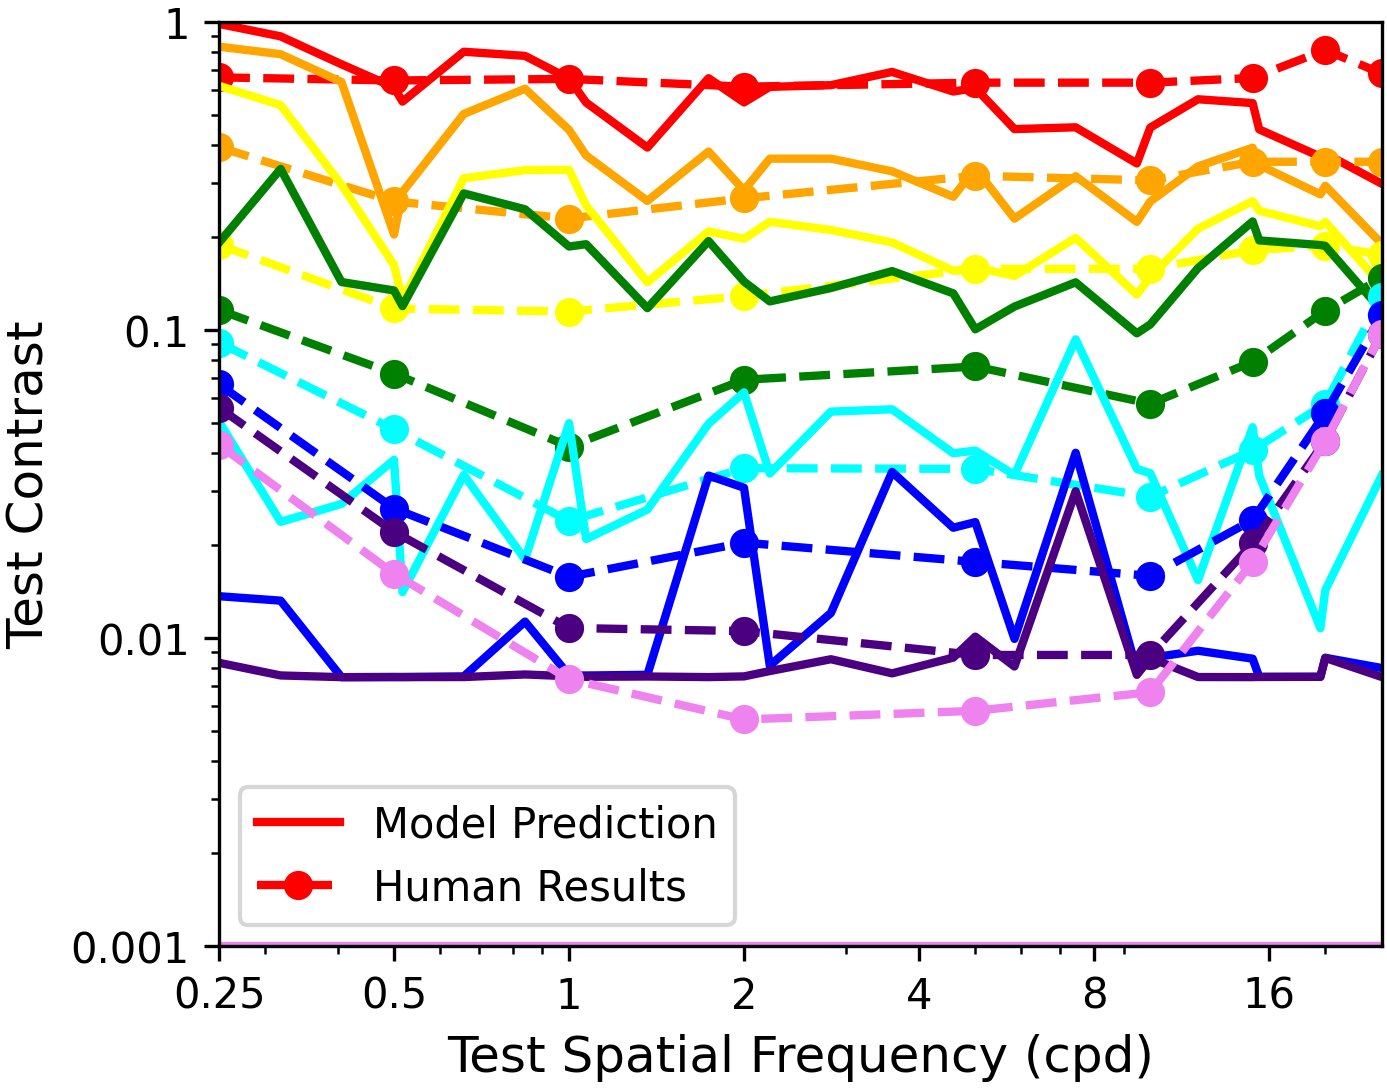 1
0.1
0.01
0.001
Test Contrast
Model Prediction
Human Results
0.25 0.5 1 2 4 8 16
Test Spatial Frequency (cpd)